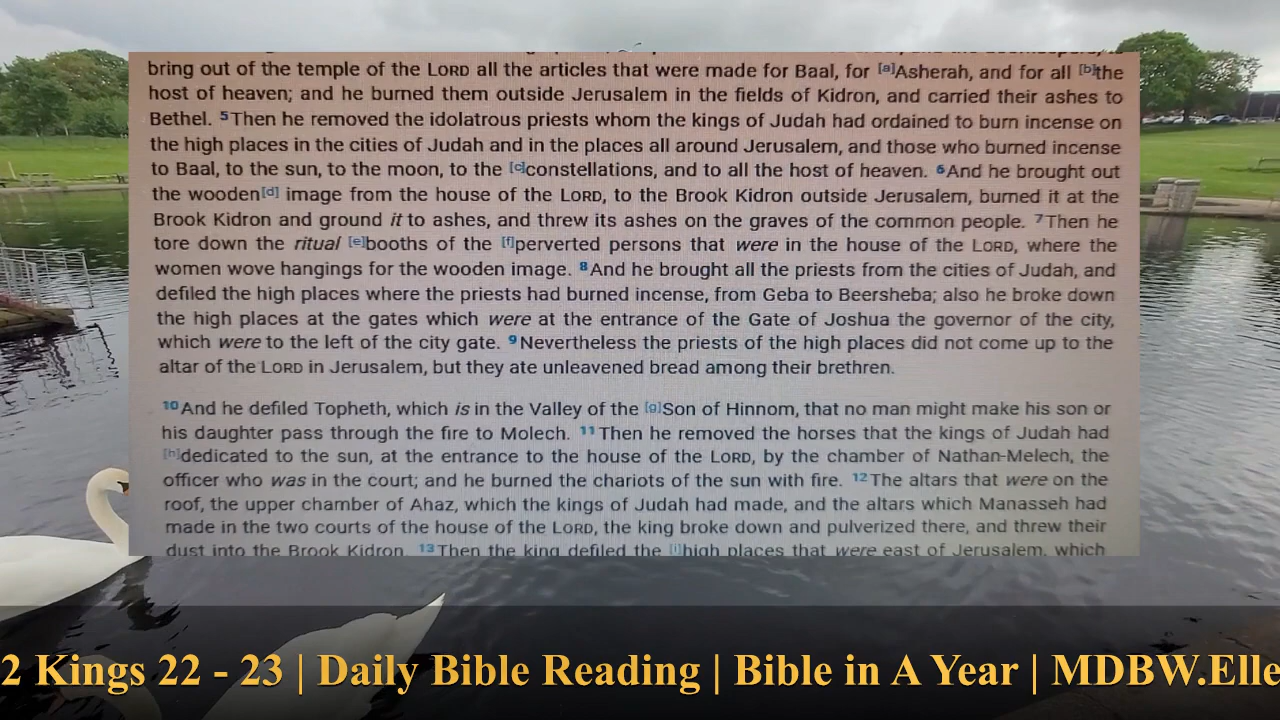 bring out of the temple of the LORD all the articles that were made for Baal, for [a]Asherah, and for all [b]the
host of heaven; and he burned them outside Jerusalem in the fields of Kidron, and carried their ashes to
Bethel. 5Then he removed the idolatrous priests whom the kings of Judah had ordained to burn incense on
the high places in the cities of Judah and in the places all around Jerusalem, and those who burned incense
to Baal, to the sun, to the moon, to the [c]constellations, and to all the host of heaven. 6And he brought out
the wooden[d] image from the house of the LORD, to the Brook Kidron outside Jerusalem, burned it at the
Brook Kidron and ground it to ashes, and threw its ashes on the graves of the common people. 7Then he
tore down the ritual [e]booths of the [f]perverted persons that were in the house of the LORD, where the
women wove hangings for the wooden image. 8And he brought all the priests from the cities of Judah, and
defiled the high places where the priests had burned incense, from Geba to Beersheba; also he broke down
the high places at the gates which were at the entrance of the Gate of Joshua the governor of the city,
which were to the left of the city gate. 9Nevertheless the priests of the high places did not come up to the
altar of the LORD in Jerusalem, but they ate unleavened bread among their brethren.
10And he defiled Topheth, which is in the Valley of the [g]Son of Hinnom, that no man might make his son or
his daughter pass through the fire to Molech. 11Then he removed the horses that the kings of Judah had
[h]dedicated to the sun, at the entrance to the house of the LORD, by the chamber of Nathan-Melech, the
officer who was in the court; and he burned the chariots of the sun with fire. 12The altars that were on the
roof, the upper chamber of Ahaz, which the kings of Judah had made, and the altars which Manasseh had
made in the two courts of the house of the LORD, the king broke down and pulverized there, and threw their
dust into the Brook Kidron. 13Then the king defiled the [i]high places that were east of Jerusalem, which
2 Kings 22 - 23 | Daily Bible Reading | Bible in A Year | MDBW.Elle